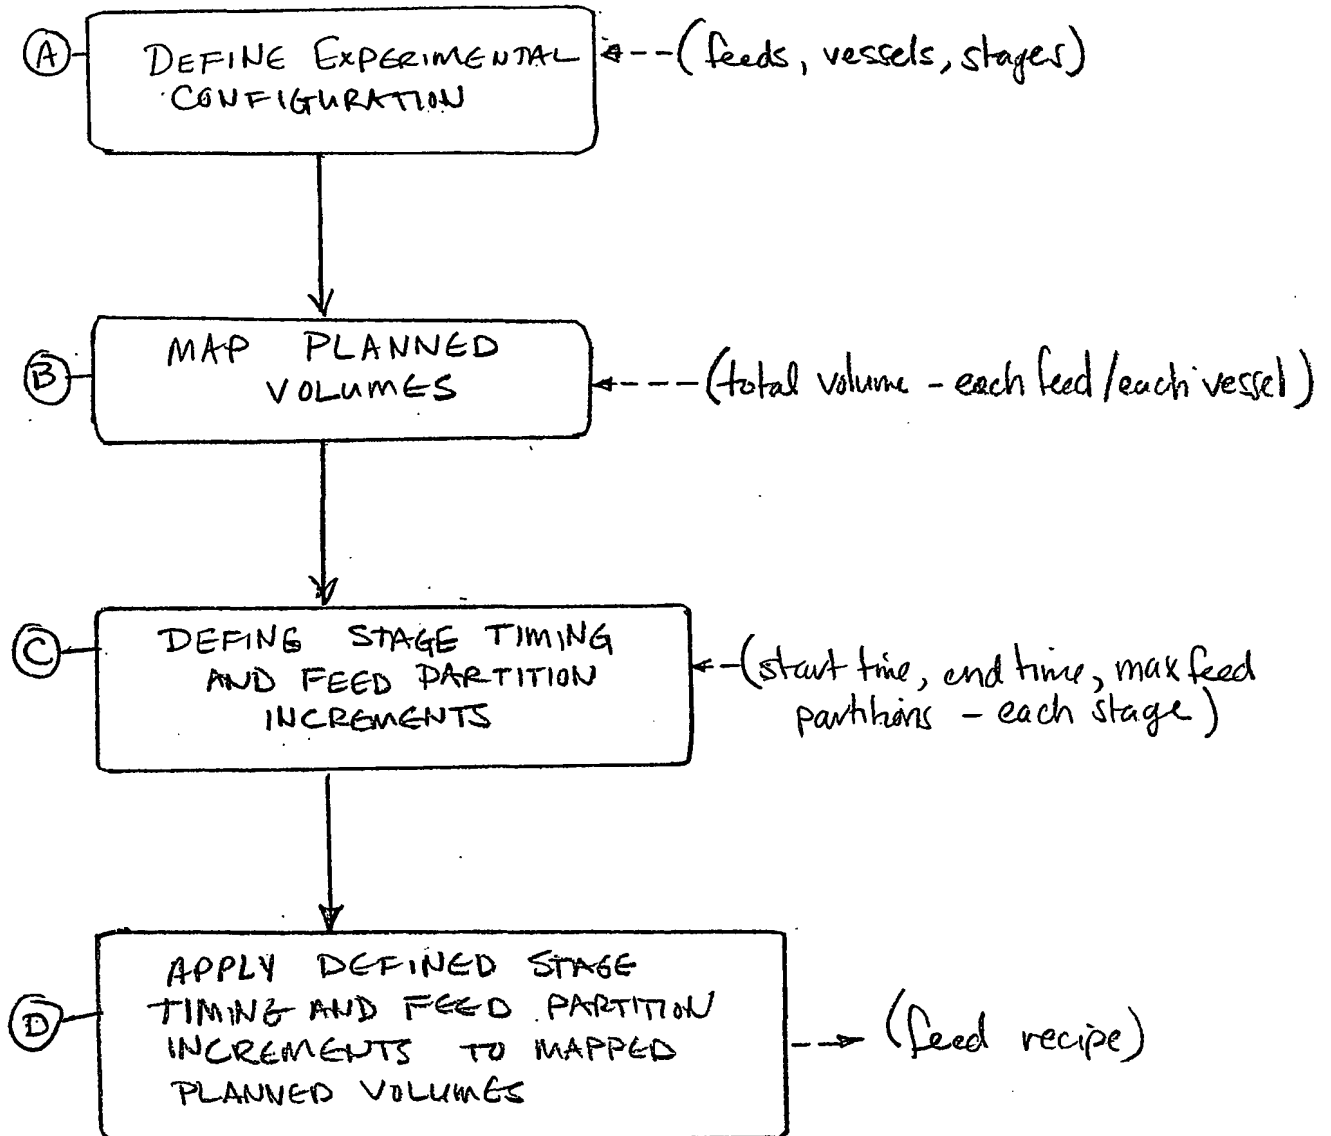 A
DEFINE EXPERIMENTAL
CONFIGURATION
(feeds, vessels, stages)
B
MAP PLANNED
VOLUMES
(total volume - each feed/each vessel)
C
DEFINE STAGE TIMING
AND FEED PARTITION
INCREMENTS
(start time, end time, max feed
partitions - each stage)
D
APPLY DEFINED STAGE
TIMING AND FEED PARTITION
INCREMENTS TO MAPPED
PLANNED VOLUMES
(feed recipe)